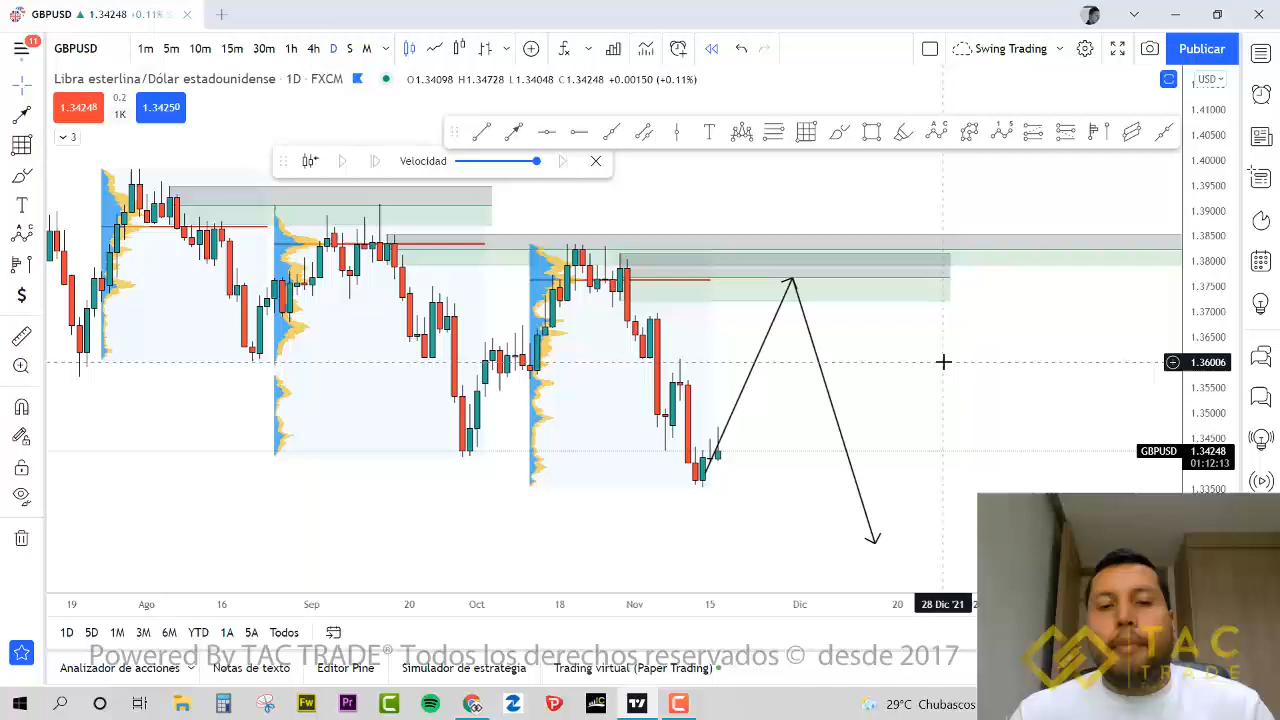 GBPUSD ▲ 1.34248 +0.11%
11
GBPUSD
1m 5m 10m 15m 30m 1h 4h D S M
Swing Trading
Publicar
Libra esterlina/Dólar estadounidense · 1D · FXCM
O1.34098 H1.34728 L1.34048 C1.34248 +0.00150 (+0.11%)
USD
1.34248
0.2
1K
1.34250
3
Velocidad
1.41000
1.40500
1.40000
1.39500
1.39000
1.38500
1.38000
1.37500
1.37000
1.36500
1.36006
1.35500
1.35000
1.34500
GBPUSD 1.34248
01:12:13
1.33500
19 Ago 16 Sep 20 Oct 18 Nov 15 Dic 20 28 Dic '21
1D 5D 1M 3M 6M YTD 1A 5A Todos
Powered By TAC TRADE® Todos los derechos reservados © desde 2017
Analizador de acciones Notas de texto Editor Pine Simulador de estrategia Trading virtual (Paper Trading)
TAC
TRADE
29°C Chubascos